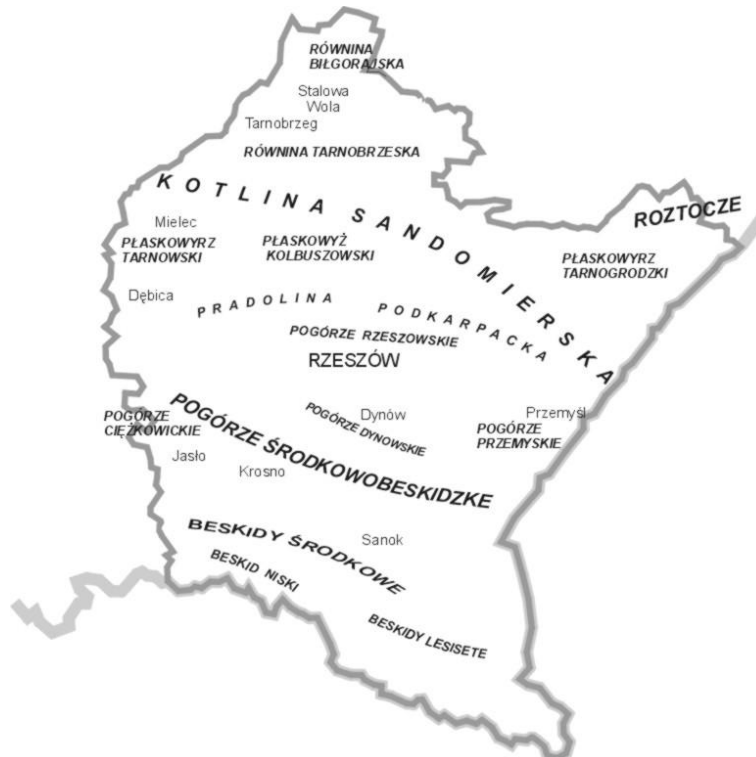 RÓWNINA
BIŁGORAJSKA
Stalowa
Wola
Tarnobrzeg
RÓWNINA TARNOBRZESKA
KOTLINA SANDOMIERSKA
ROZTOCZE
Mielec
PŁASKOWYRZ
TARNOWSKI
PŁASKOWYŻ
KOLBUSZOWSKI
PŁASKOWYRZ
TARNOGRODZKI
Dębica
PRADOLINA PODKARPACKA
POGÓRZE RZESZOWSKIE
RZESZÓW
POGÓRZE
CIĘŻKOWICKIE
POGÓRZE ŚRODKOWOBESKIDZKE
Dynów
POGÓRZE DYNOWSKIE
Przemyśl
POGÓRZE
PRZEMYSKIE
Jasło
Krosno
BESKIDY ŚRODKOWE
Sanok
BESKID NISKI
BESKIDY LESISETE